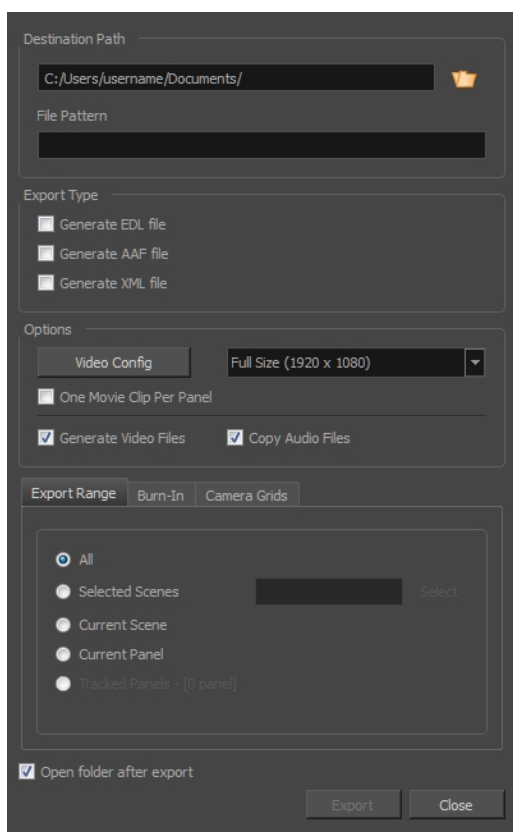 Destination Path
C:/Users/username/Documents/
File Pattern
Export Type
Generate EDL file
Generate AAF file
Generate XML file
Options
Video Config Full Size (1920 x 1080)
One Movie Clip Per Panel
Generate Video Files Copy Audio Files
Export Range Burn-In Camera Grids
All
Selected Scenes Select
Current Scene
Current Panel
Tracked Panels - [0 panel]
Open folder after export
Export Close